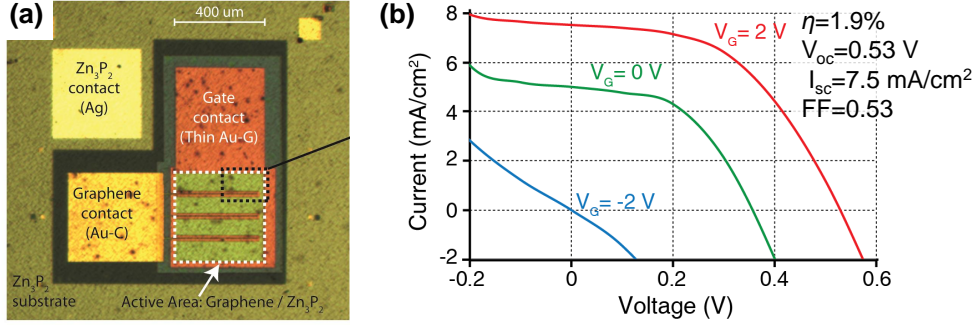 (a)
400 um
Zn3P2
contact
(Ag)
Gate
contact
(Thin Au-G)
Graphene
contact
(Au-C)
Zn3P2
substrate
Active Area: Graphene / Zn3P2
(b)
8
6
4
2
0
-2
Current (mA/cm²)
-0.2
0
0.2
0.4
0.6
Voltage (V)
VG= 2 V
VG= 0 V
VG= -2 V
η=1.9%
Voc=0.53 V
Isc=7.5 mA/cm²
FF=0.53